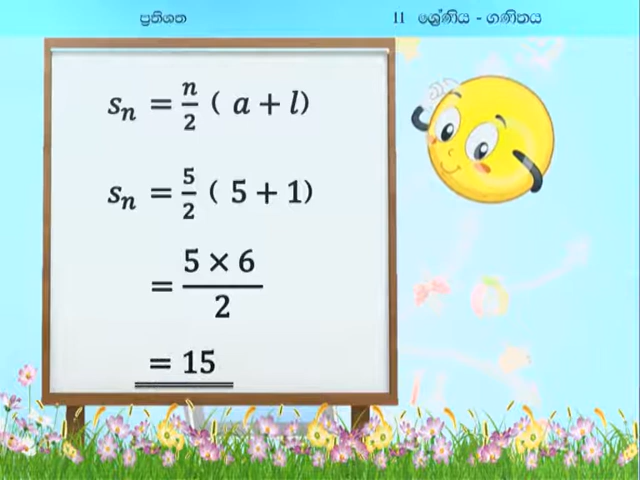 ප්‍රතිශත
11 ශ්‍රේණිය - ගණිතය
sₙ = n/2 ( a + l)
sₙ = 5/2 ( 5 + 1)
= (5 × 6)/2
= 15